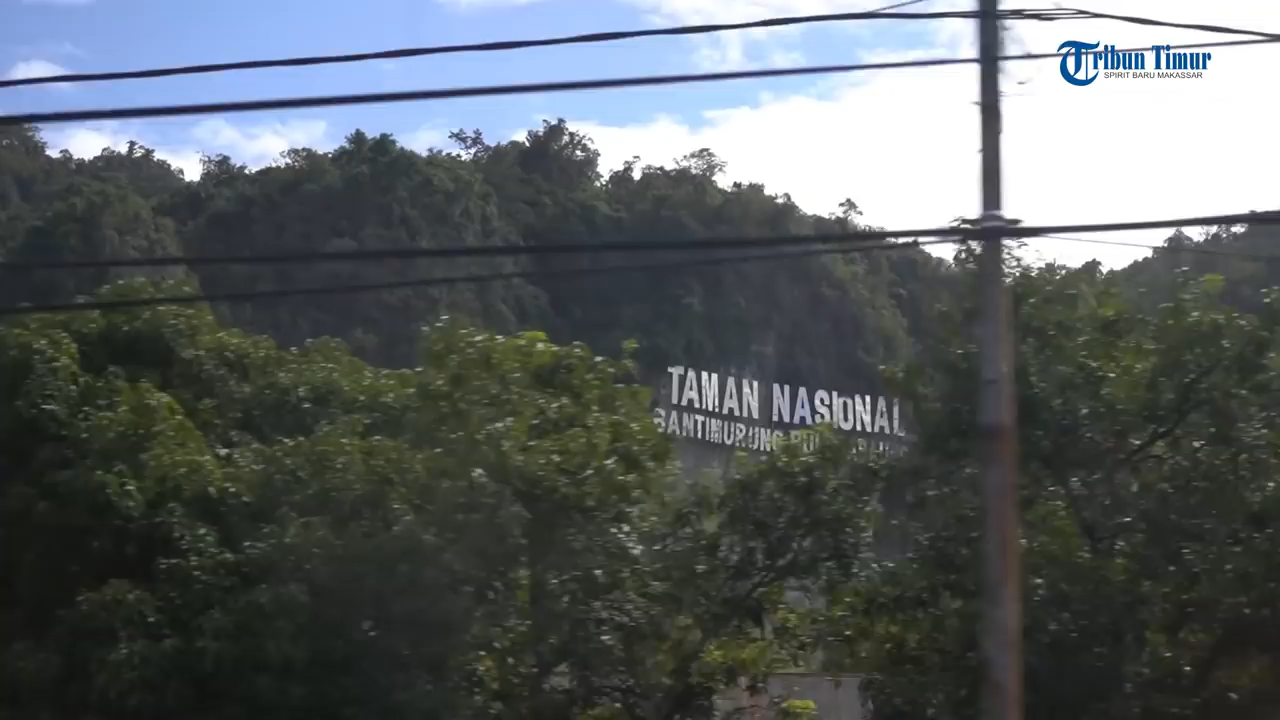 Tribun Timur
SPIRIT BARU MAKASSAR
TAMAN NASIONAL
BANTIMURUNG